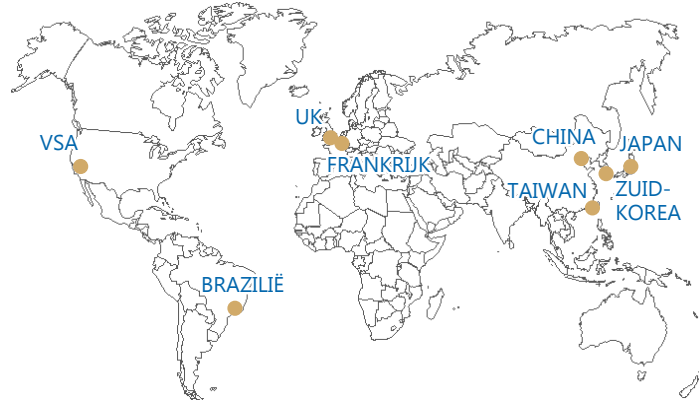 UK
VSA
CHINA
JAPAN
FRANKRIJK
TAIWAN
ZUID-
KOREA
BRAZILIË